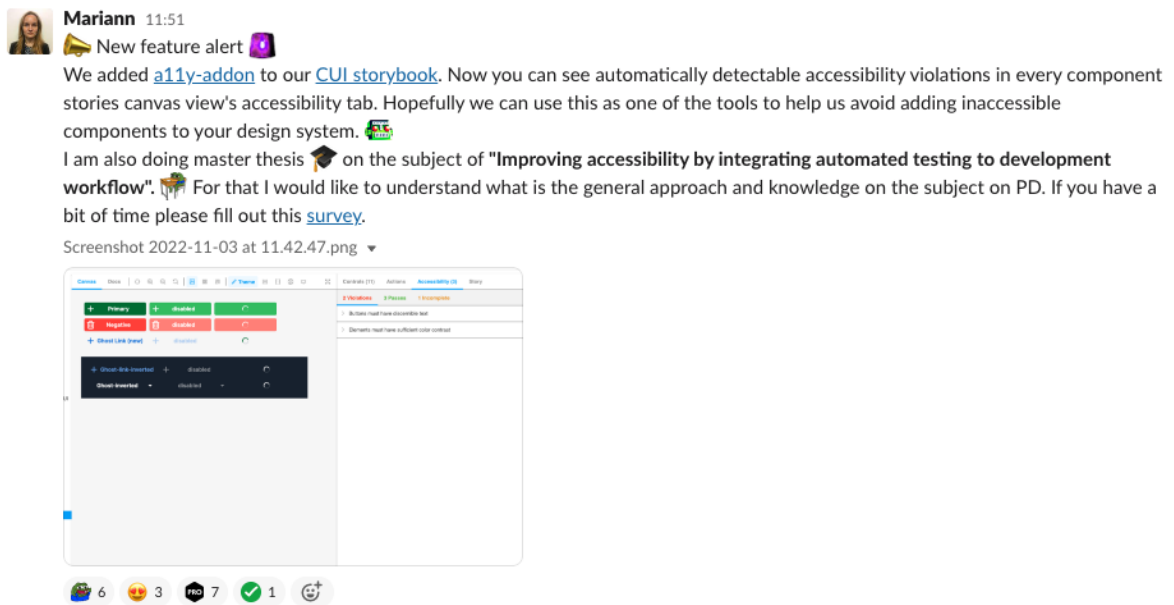 Mariann 11:51
New feature alert
We added a11y-addon to our CUI storybook. Now you can see automatically detectable accessibility violations in every component
stories canvas view's accessibility tab. Hopefully we can use this as one of the tools to help us avoid adding inaccessible
components to your design system.
I am also doing master thesis on the subject of "Improving accessibility by integrating automated testing to development
workflow". For that I would like to understand what is the general approach and knowledge on the subject on PD. If you have a
bit of time please fill out this survey.
Screenshot 2022-11-03 at 11.42.47.png
Canvas Docs Theme Controls (11) Actions Accessibility (3) Story
2 Violations 3 Passes 1 Incomplete
Primary disabled
Buttons must have discernible text
Negative disabled
Elements must have sufficient color contrast
Ghost Link (new) disabled
Ghost-link-inverted disabled
Ghost-inverted disabled
6 3 PRO 7 1